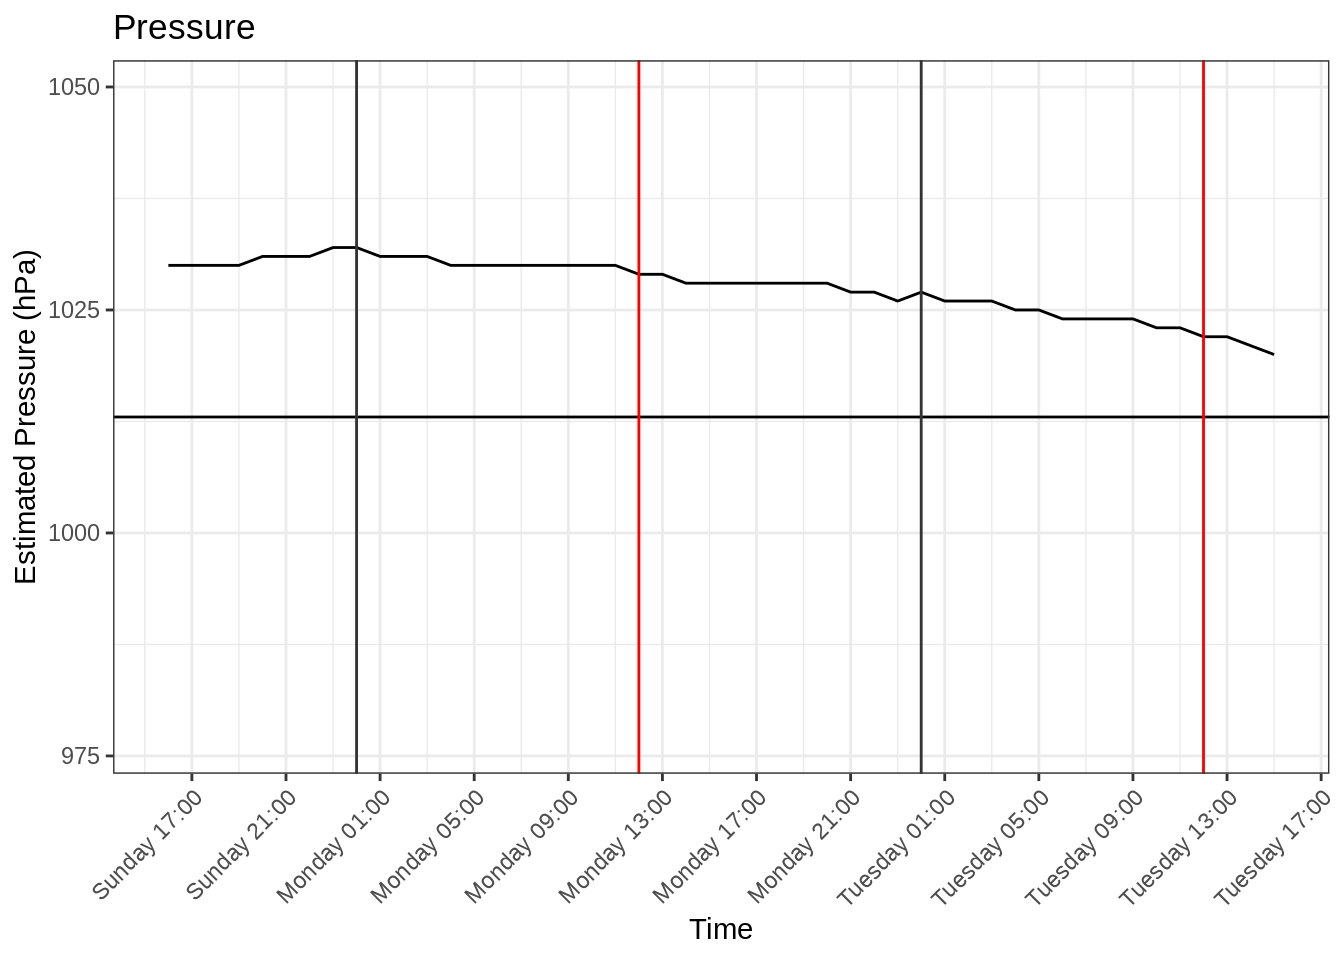 Pressure
Estimated Pressure (hPa)
1050
1025
1000
975
Sunday 17:00
Sunday 21:00
Monday 01:00
Monday 05:00
Monday 09:00
Monday 13:00
Monday 17:00
Monday 21:00
Tuesday 01:00
Tuesday 05:00
Tuesday 09:00
Tuesday 13:00
Tuesday 17:00
Time